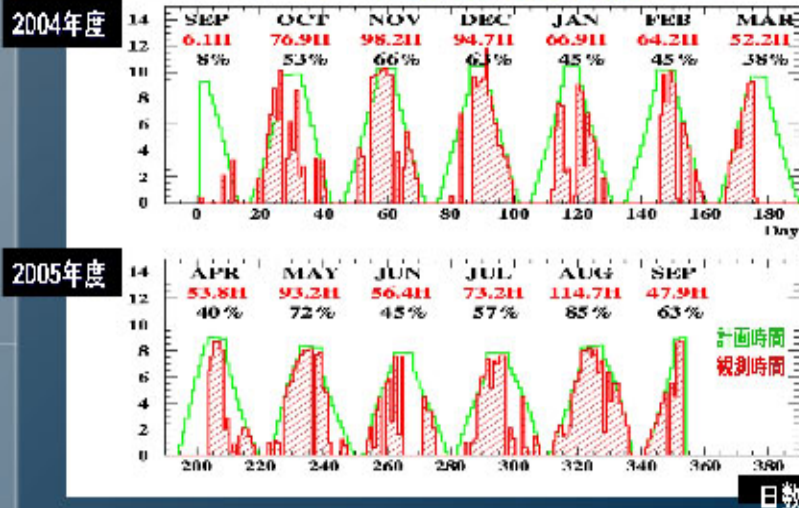 2004年度
14 SEP OCT NOV DEC JAN FEB MAR
12 6.1H 76.9H 98.2H 94.7H 66.9H 64.2H 52.2H
8% 53% 66% 63% 45% 45% 38%
10
8
6
4
2
0
0 20 40 60 80 100 120 140 160 180
Day
2005年度
14 APR MAY JUN JUL AUG SEP
12 53.8H 93.2H 56.4H 73.2H 114.7H 47.9H
40% 72% 45% 57% 85% 63%
10
計画時間
8
観測時間
6
4
2
0
200 220 240 260 280 300 320 340 360 380
日数